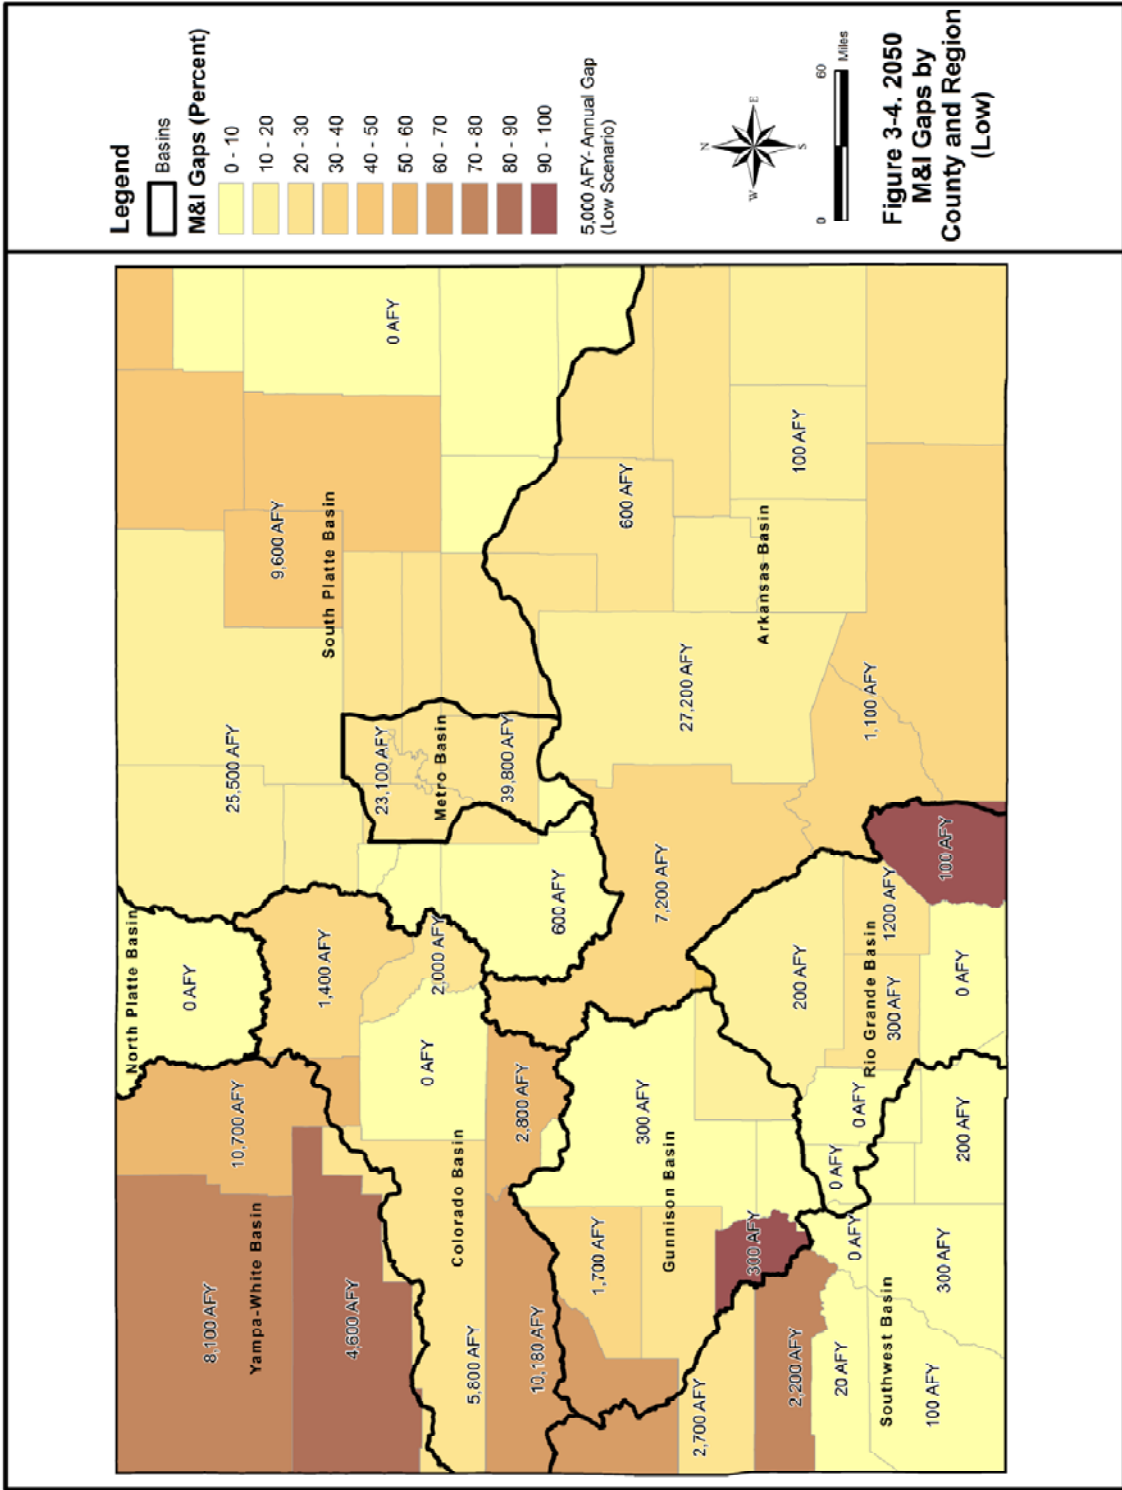 Legend
Basins
M&I Gaps (Percent)
0 - 10
10 - 20
20 - 30
30 - 40
40 - 50
50 - 60
60 - 70
70 - 80
80 - 90
90 - 100
5,000 AFY- Annual Gap
(Low Scenario)
N
W
E
S
0
60
Miles
Figure 3-4. 2050
M&I Gaps by
County and Region
(Low)
North Platte Basin
0 AFY
10,700 AFY
8,100 AFY
Yampa-White Basin
4,600 AFY
25,500 AFY
9,600 AFY
South Platte Basin
0 AFY
1,400 AFY
23,100 AFY
Metro Basin
39,800 AFY
2,000 AFY
0 AFY
Colorado Basin
5,800 AFY
2,800 AFY
10,180 AFY
600 AFY
600 AFY
27,200 AFY
7,200 AFY
Arkansas Basin
100 AFY
1,100 AFY
300 AFY
1,700 AFY
Gunnison Basin
300 AFY
2,700 AFY
2,200 AFY
200 AFY
Rio Grande Basin
1200 AFY
300 AFY
100 AFY
0 AFY
0 AFY
0 AFY
0 AFY
20 AFY
Southwest Basin
200 AFY
300 AFY
100 AFY